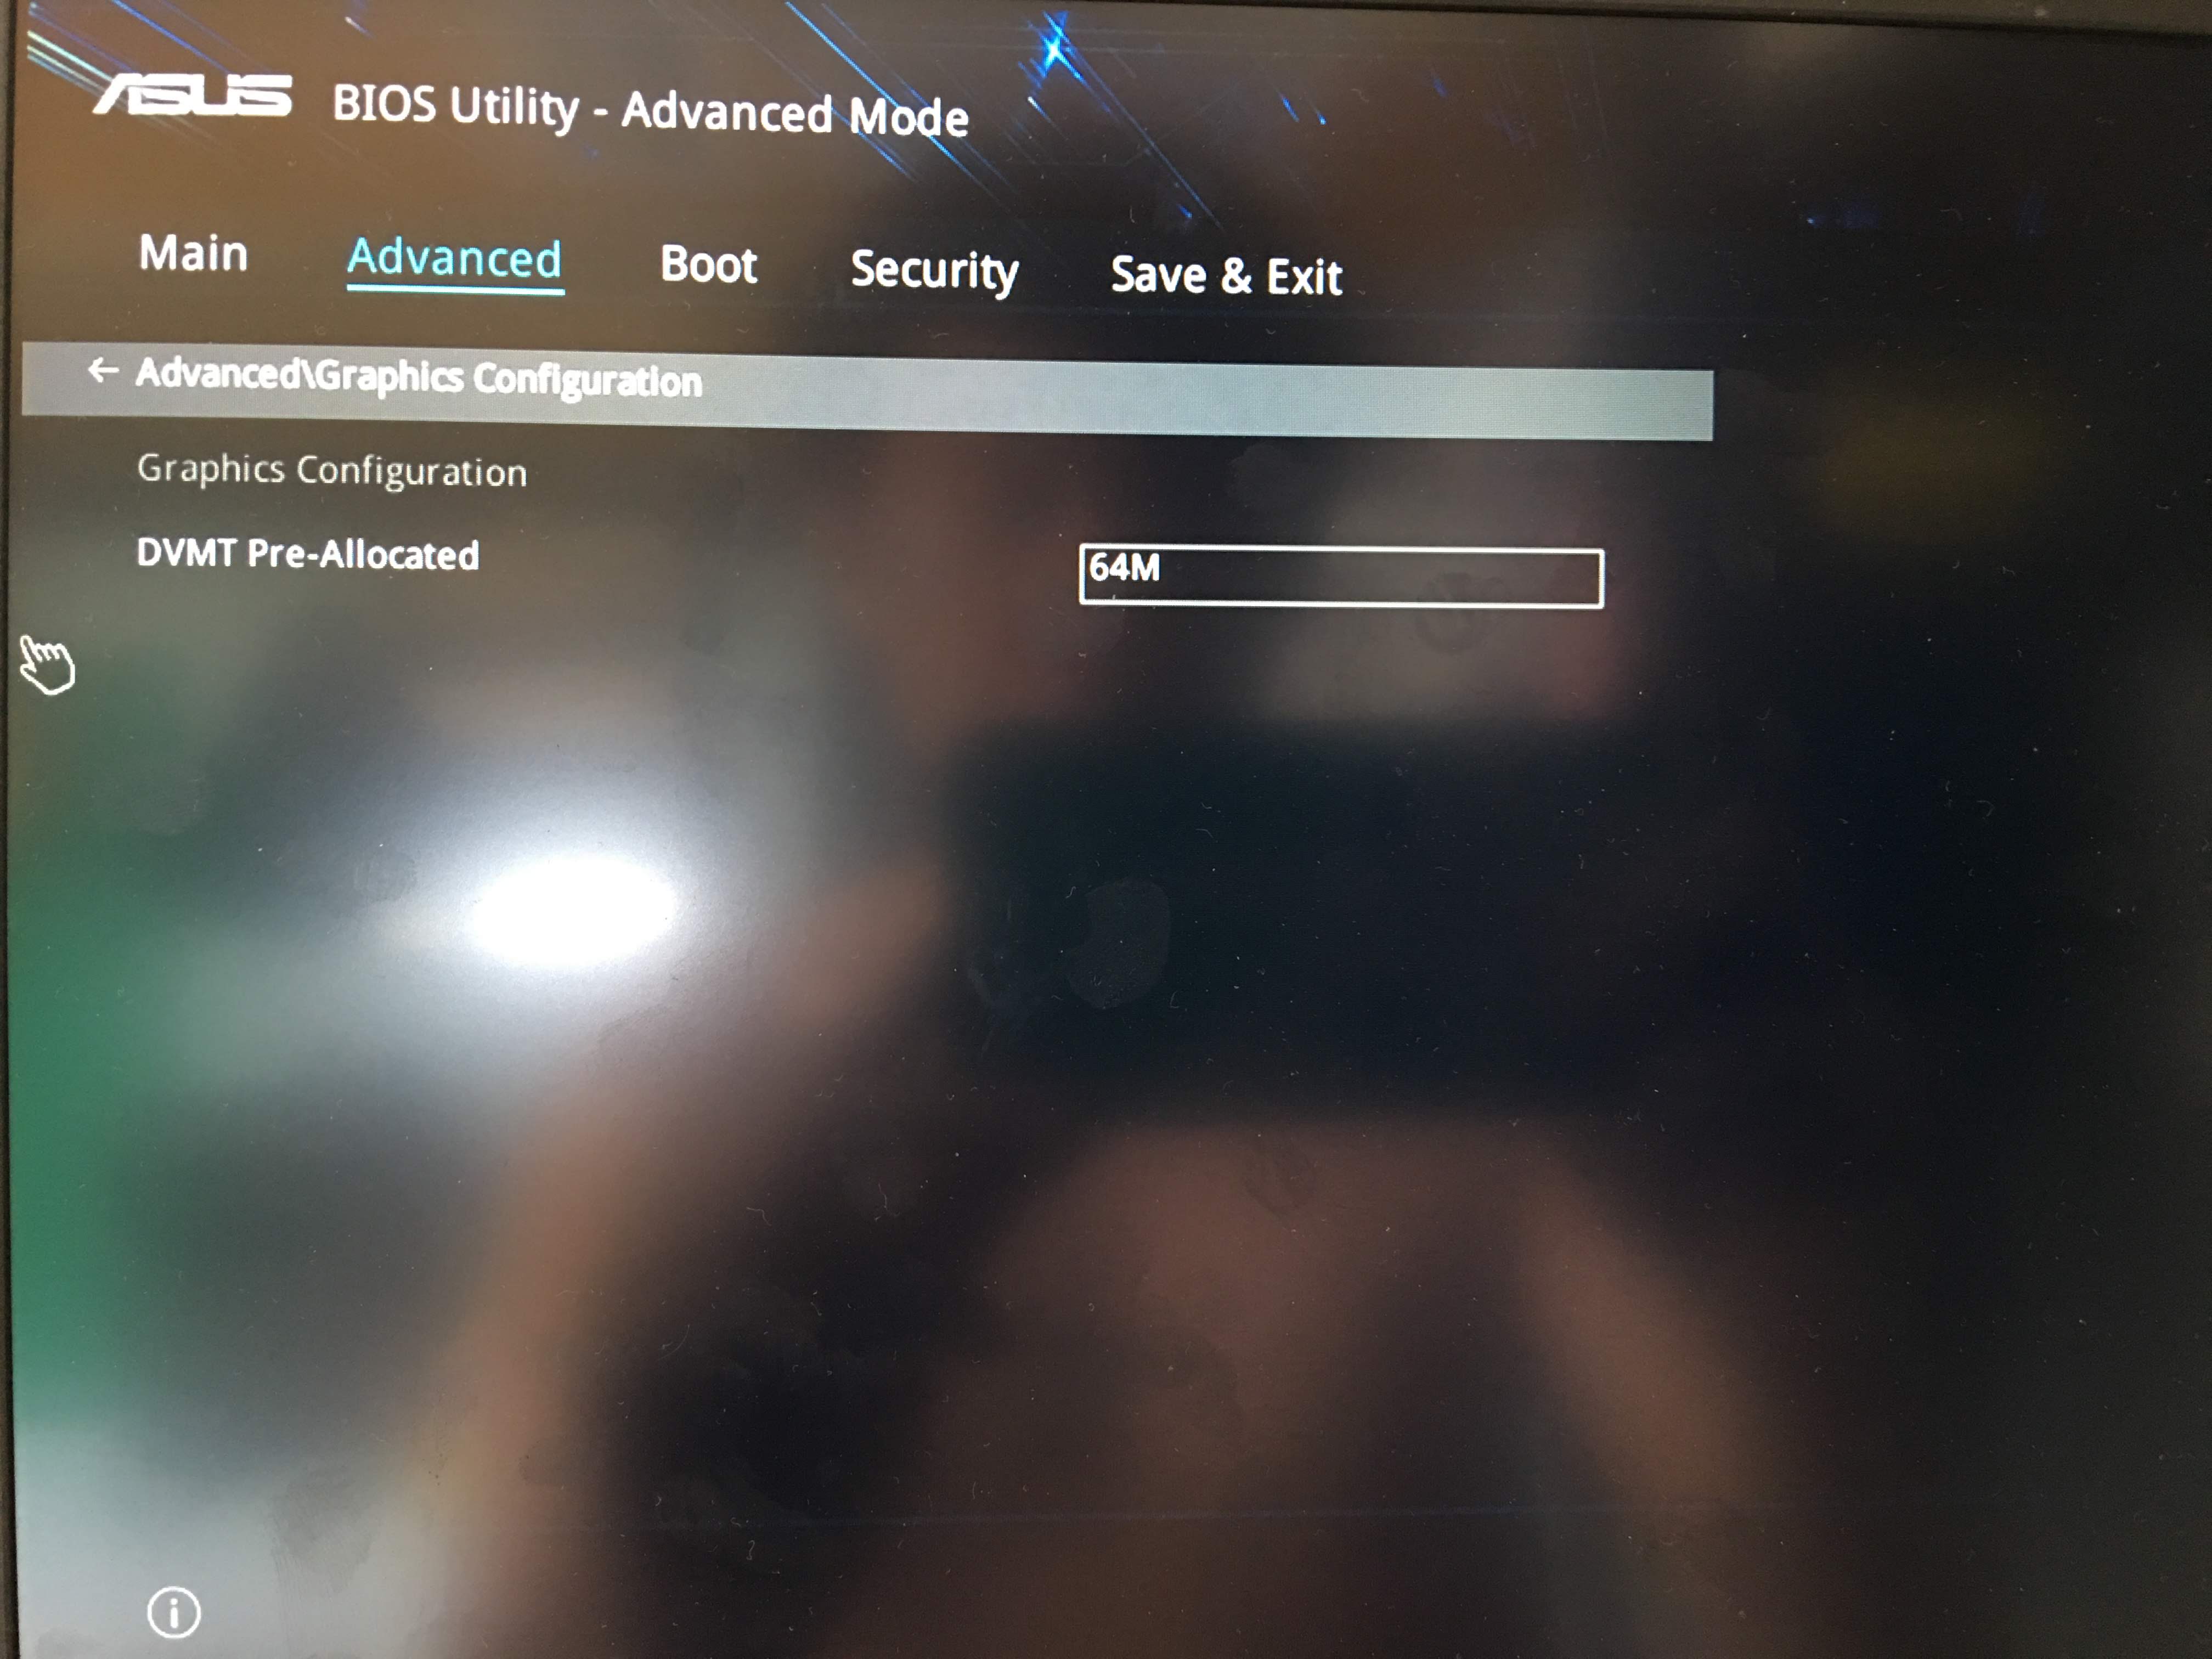 ASUS BIOS Utility - Advanced Mode
Main Advanced Boot Security Save & Exit
← Advanced\Graphics Configuration
Graphics Configuration
DVMT Pre-Allocated 64M
i